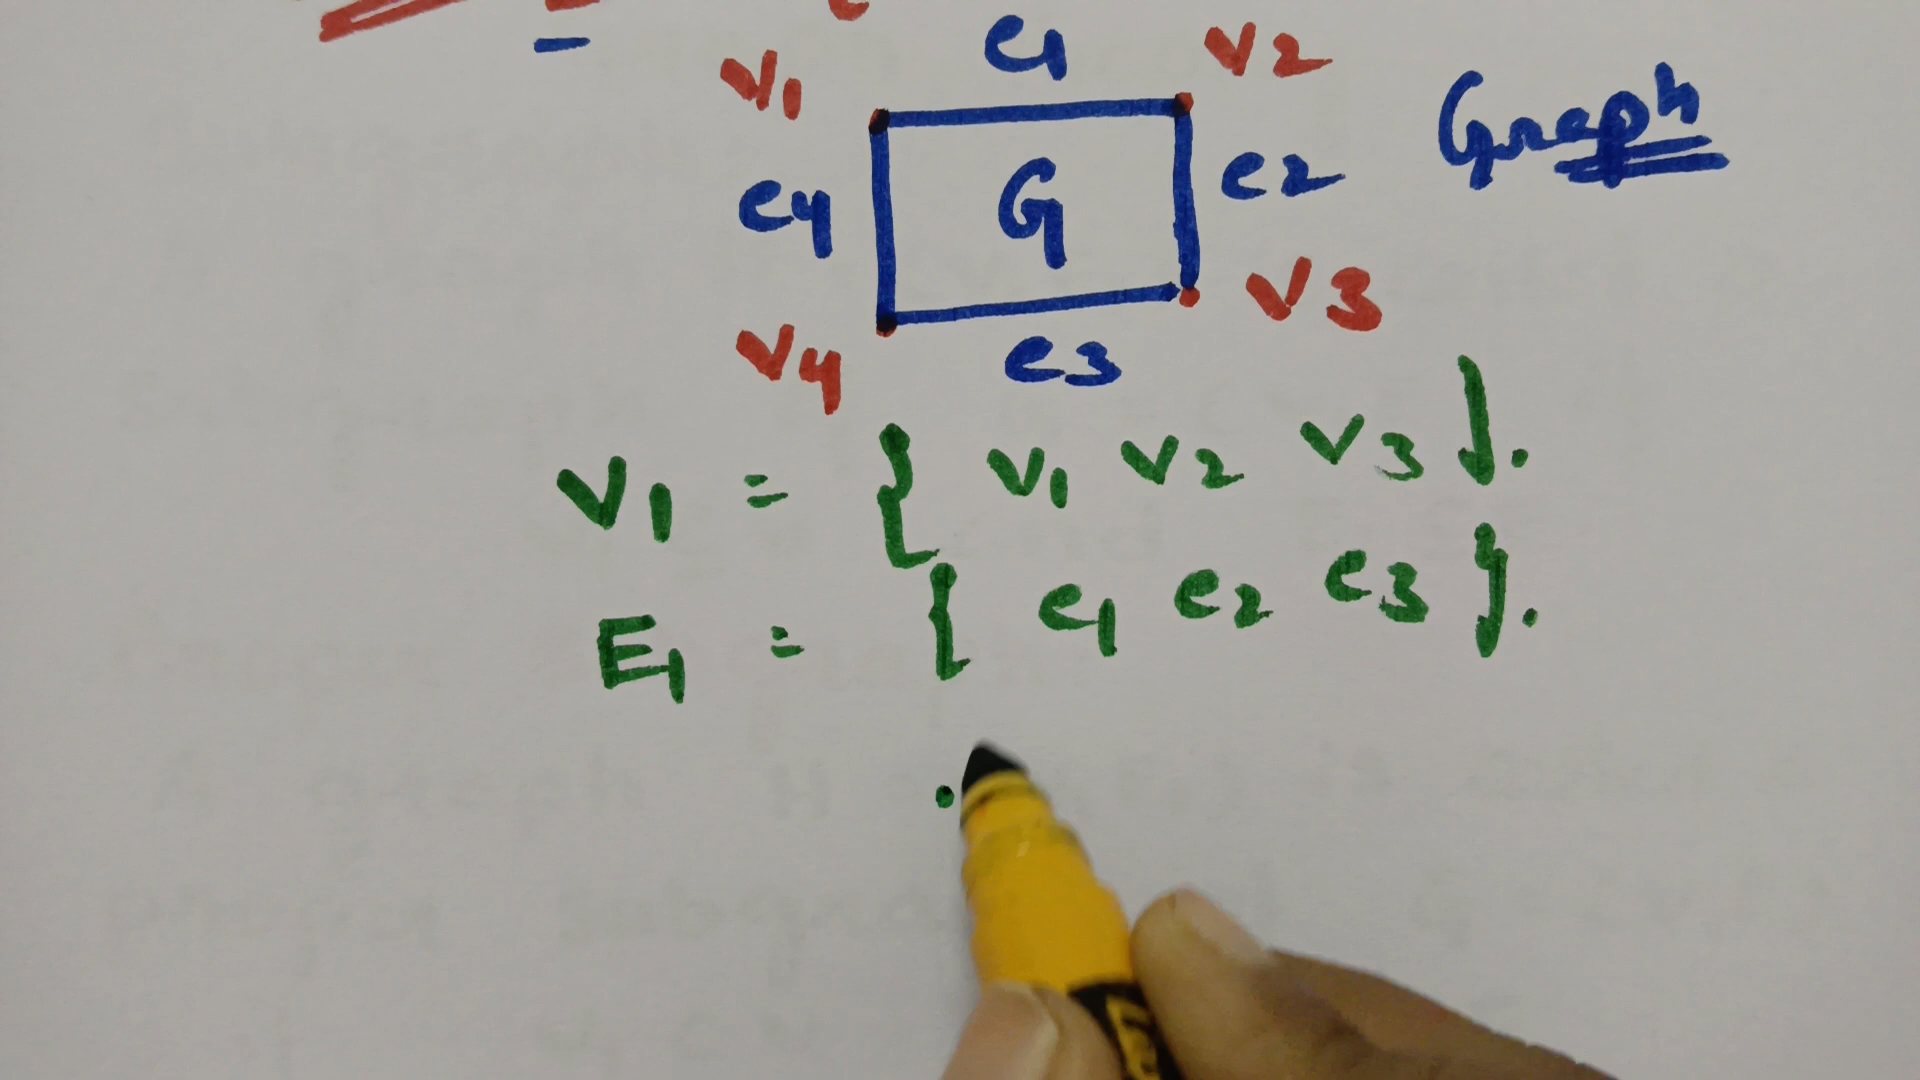 e1
v1 v2
Graph
e4 G e2
v3
v4 e3
V1 = { v1 v2 v3 }.
E1 = { e1 e2 e3 }.